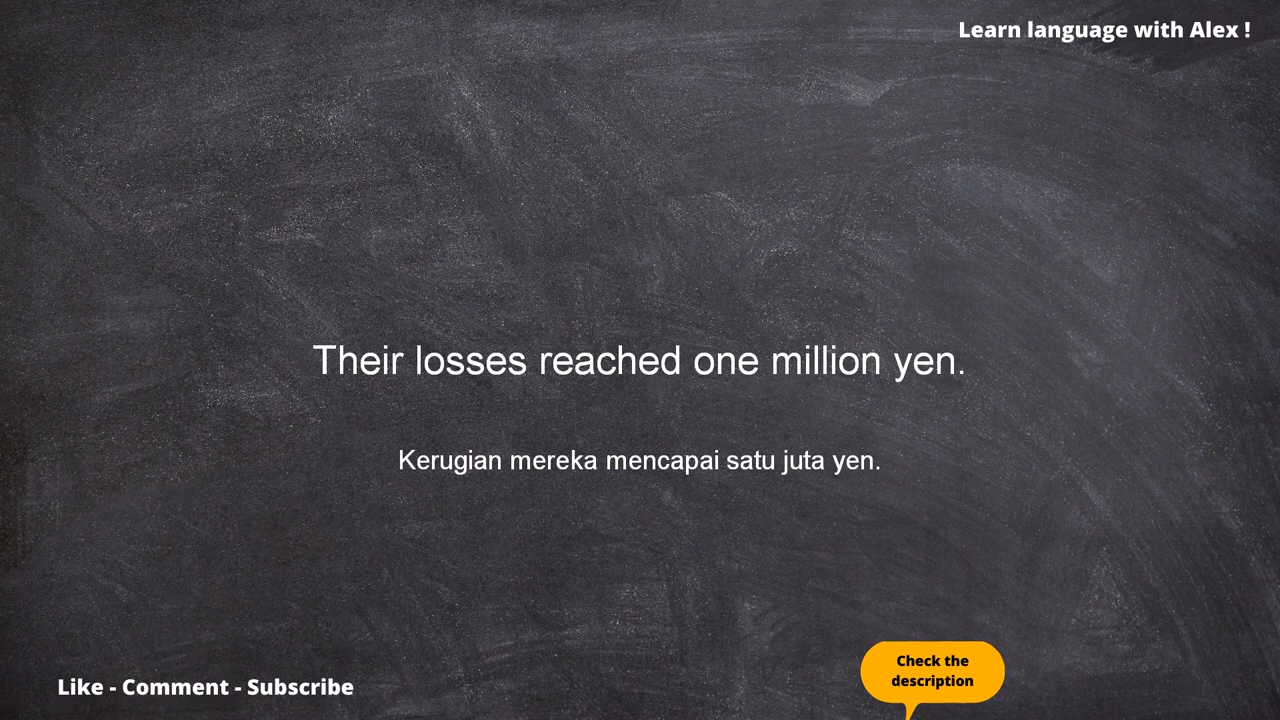 Learn language with Alex !
Their losses reached one million yen.
Kerugian mereka mencapai satu juta yen.
Like - Comment - Subscribe
Check the
description